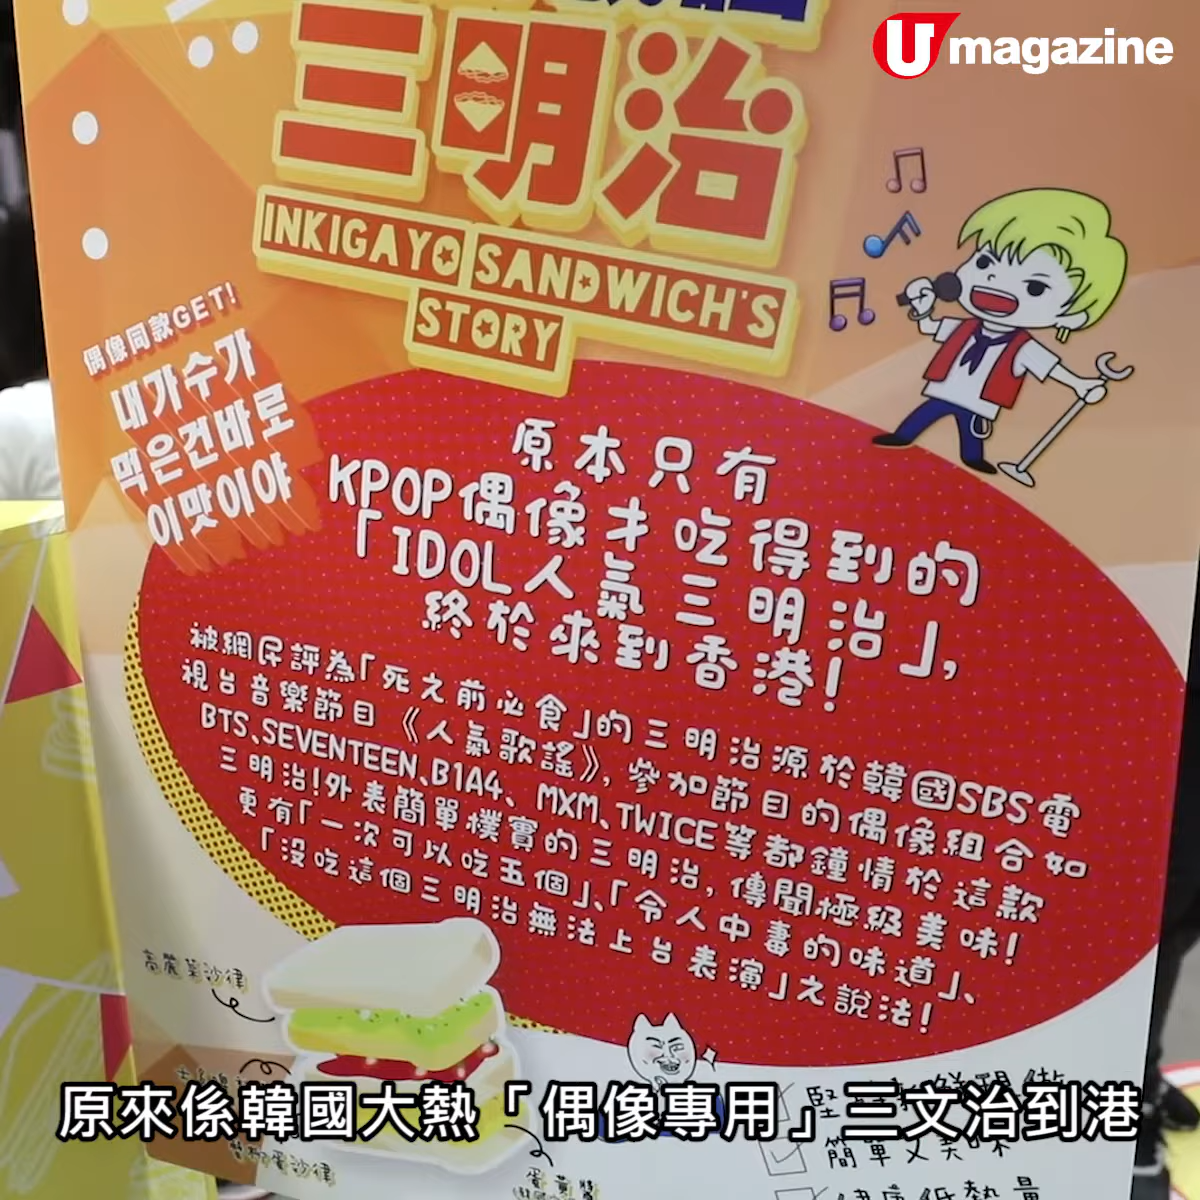 U magazine
三明治
INKIGAYO SANDWICH'S
STORY
偶像同款GET!
내가수가
먹은건바로
이맛이야
原本只有
KPOP偶像才吃得到的
「IDOL人氣三明治」,
終於來到香港!
被網民評為「死之前必食」的三明治源於韓國SBS電
視台音樂節目《人氣歌謠》,參加節目的偶像組合如
BTS、SEVENTEEN、B1A4、MXM、TWICE等都鐘情於這款
三明治!外表簡單樸實的三明治,傳聞極級美味!
更有「一次可以吃五個」、「令人中毒的味道」、
「沒吃這個三明治無法上台表演」之說法!
高麗菜沙律
蛋沙律
蛋黃醬
堅
簡單又美味
原來係韓國大熱「偶像專用」三文治到港